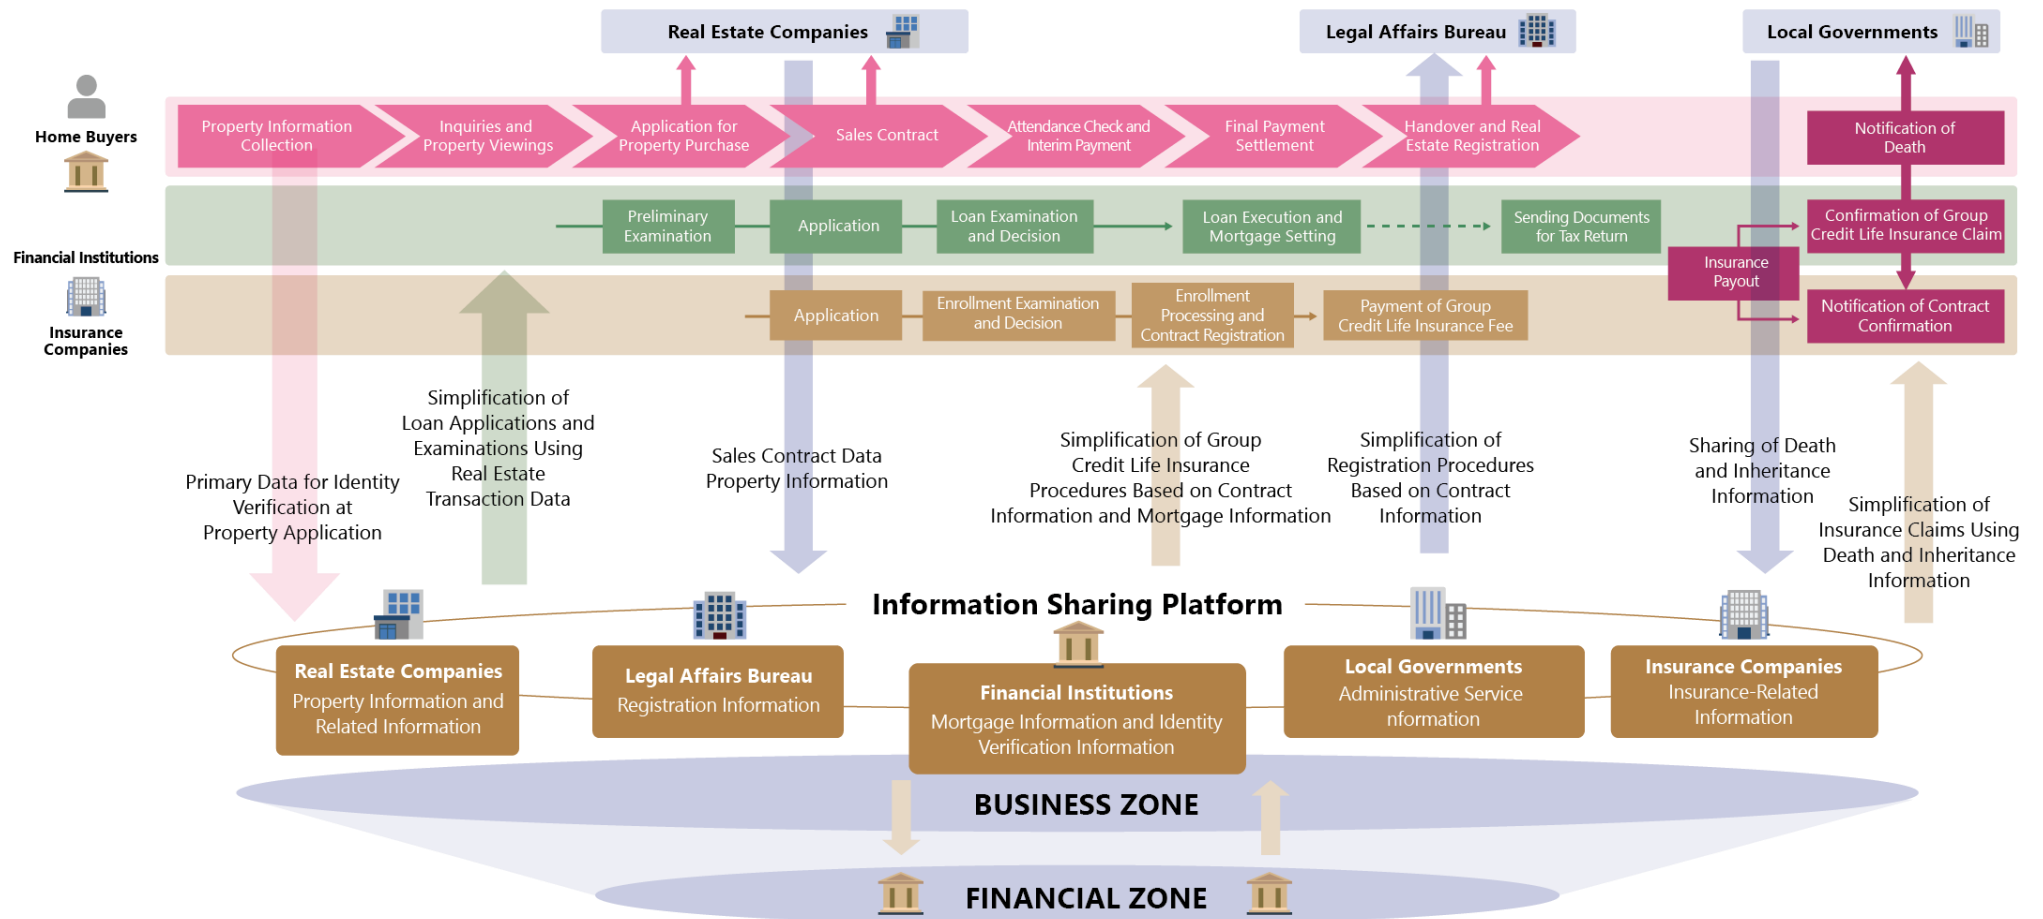 Real Estate Companies
Legal Affairs Bureau
Local Governments
Home Buyers
Property Information
Collection
Inquiries and
Property Viewings
Application for
Property Purchase
Sales Contract
Attendance Check and
Interim Payment
Final Payment
Settlement
Handover and Real
Estate Registration
Notification of
Death
Financial Institutions
Preliminary
Examination
Application
Loan Examination
and Decision
Loan Execution and
Mortgage Setting
Sending Documents
for Tax Return
Insurance
Payout
Confirmation of Group
Credit Life Insurance Claim
Insurance
Companies
Application
Enrollment Examination
and Decision
Enrollment
Processing and
Contract Registration
Payment of Group
Credit Life Insurance Fee
Notification of Contract
Confirmation
Primary Data for Identity
Verification at
Property Application
Simplification of
Loan Applications and
Examinations Using
Real Estate
Transaction Data
Sales Contract Data
Property Information
Simplification of Group
Credit Life Insurance
Procedures Based on Contract
Information and Mortgage Information
Simplification of
Registration Procedures
Based on Contract
Information
Sharing of Death
and Inheritance
Information
Simplification of
Insurance Claims Using
Death and Inheritance
Information
Information Sharing Platform
Real Estate Companies
Property Information and
Related Information
Legal Affairs Bureau
Registration Information
Financial Institutions
Mortgage Information and Identity
Verification Information
Local Governments
Administrative Service
nformation
Insurance Companies
Insurance-Related
Information
BUSINESS ZONE
FINANCIAL ZONE